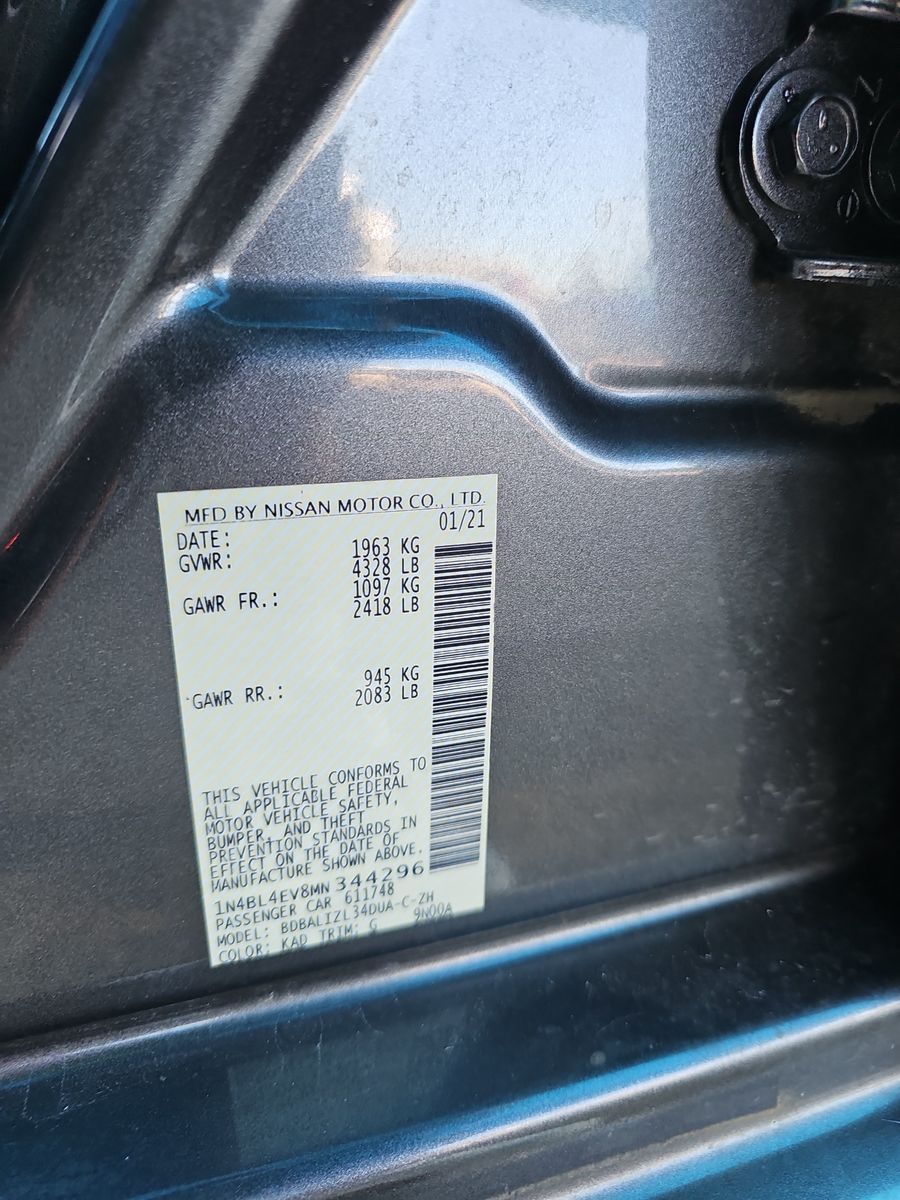 MFD BY NISSAN MOTOR CO., LTD.
DATE: 01/21
GVWR: 1963 KG
4328 LB
GAWR FR.: 1097 KG
2418 LB
GAWR RR.: 945 KG
2083 LB
THIS VEHICLE CONFORMS TO
ALL APPLICABLE FEDERAL
MOTOR VEHICLE SAFETY,
BUMPER, AND THEFT
PREVENTION STANDARDS IN
EFFECT ON THE DATE OF
MANUFACTURE SHOWN ABOVE.
1N4BL4EV8MN344296
PASSENGER CAR 611748
MODEL: BDBALIZL34DUA-C-ZH
COLOR: KAD TRIM: G 9N00A